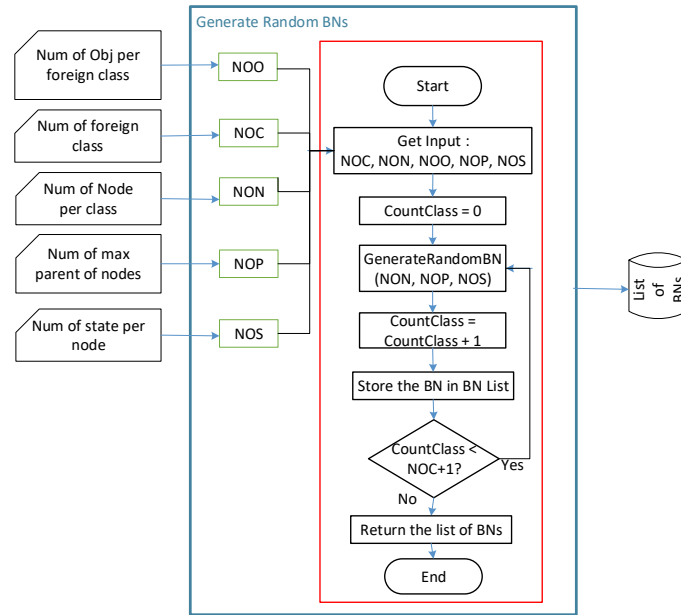 Generate Random BNs
Num of Obj per
foreign class
NOO
Num of foreign
class
NOC
Num of Node
per class
NON
Num of max
parent of nodes
NOP
Num of state per
node
NOS
Start
Get Input :
NOC, NON, NOO, NOP, NOS
CountClass = 0
GenerateRandomBN
(NON, NOP, NOS)
CountClass =
CountClass + 1
Store the BN in BN List
CountClass <
NOC+1?
Yes
No
Return the list of BNs
End
List
of
BNs